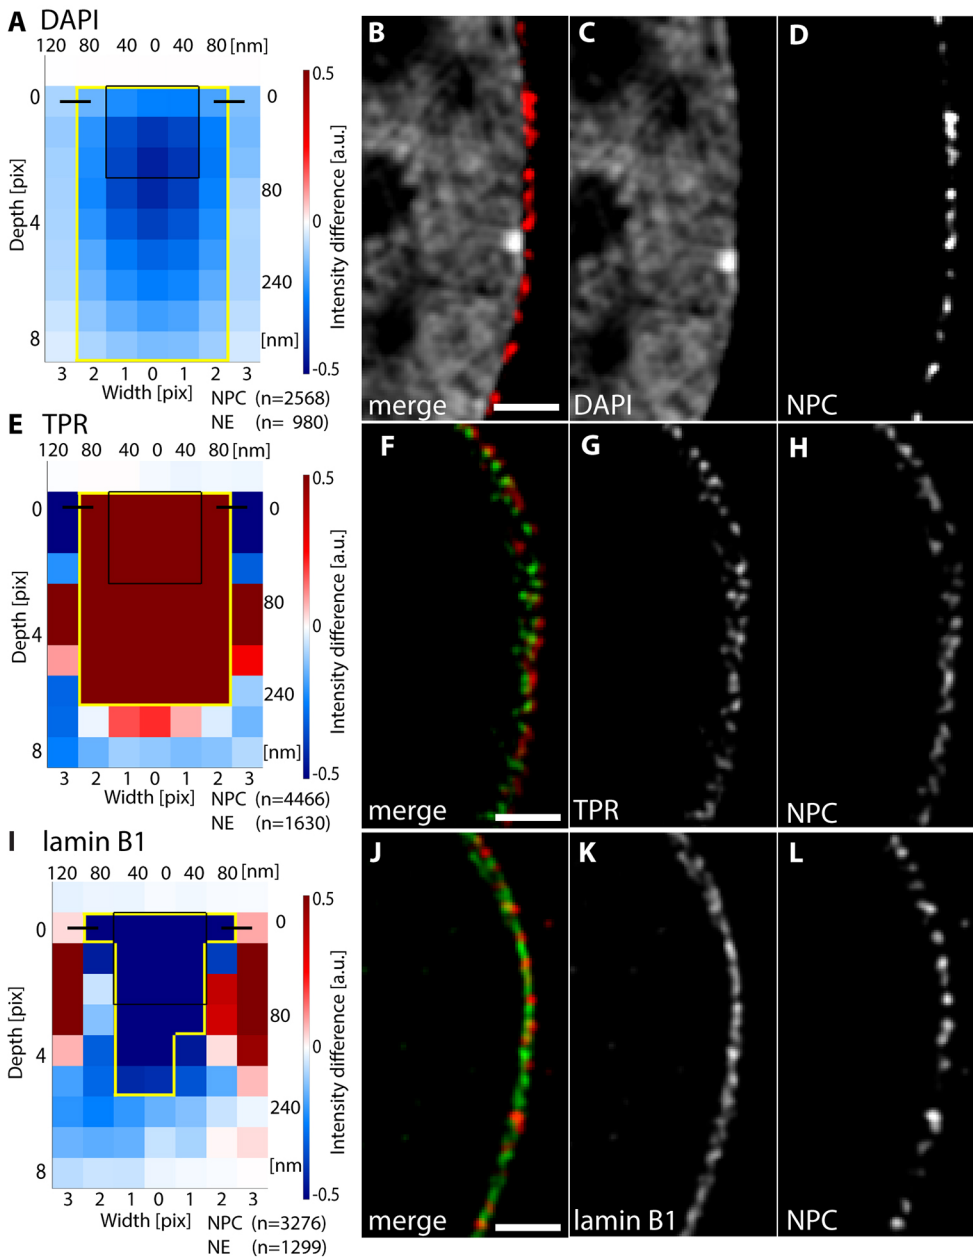 A DAPI
120 80 40 0 40 80 [nm]
0 0
4 80
240
8 [nm]
Depth [pix]
3 2 1 0 1 2 3
Width [pix]
NPC (n=2568)
NE (n= 980)
0.5
0
-0.5
Intensity difference [a.u.]
B
merge
C
DAPI
D
NPC
E TPR
120 80 40 0 40 80 [nm]
0 0
4 80
240
8 [nm]
Depth [pix]
3 2 1 0 1 2 3
Width [pix]
NPC (n=4466)
NE (n=1630)
0.5
0
-0.5
Intensity difference [a.u.]
F
merge
G
TPR
H
NPC
I lamin B1
120 80 40 0 40 80 [nm]
0 0
4 80
240
8 [nm]
Depth [pix]
3 2 1 0 1 2 3
Width [pix]
NPC (n=3276)
NE (n=1299)
0.5
0
-0.5
Intensity difference [a.u.]
J
merge
K
lamin B1
L
NPC